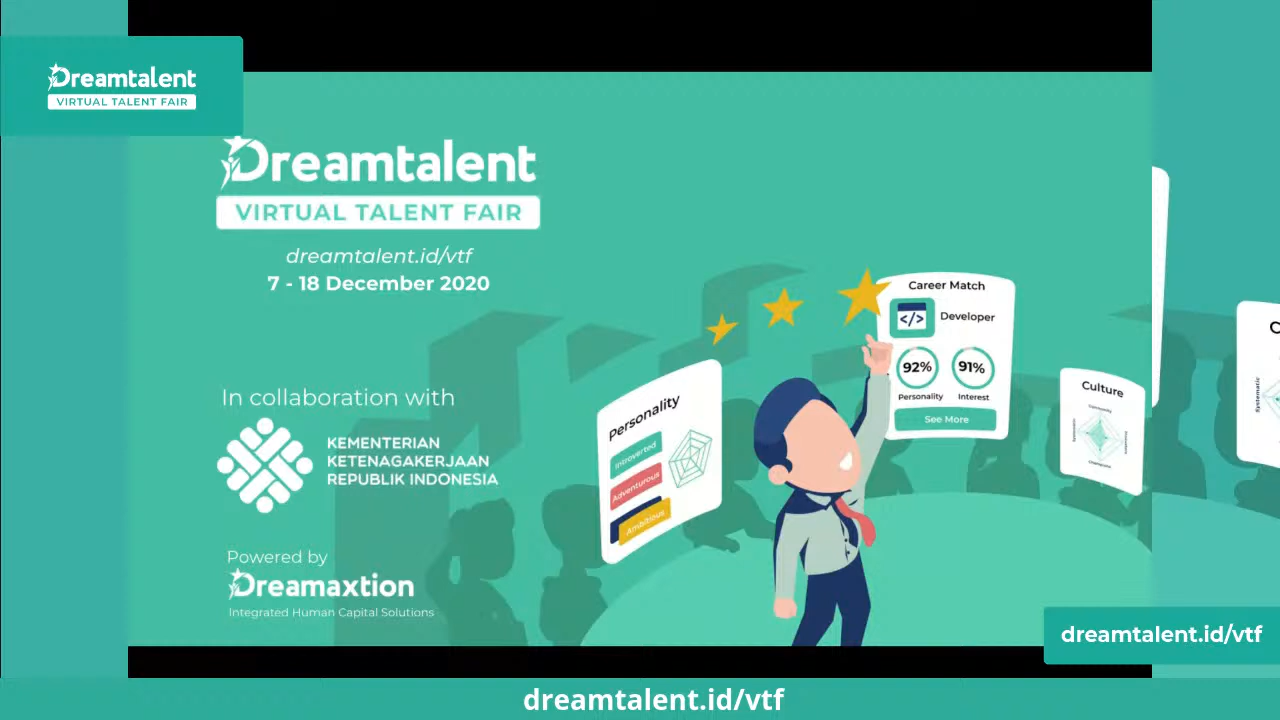 Dreamtalent
VIRTUAL TALENT FAIR
Dreamtalent
VIRTUAL TALENT FAIR
dreamtalent.id/vtf
7 - 18 December 2020
In collaboration with
KEMENTERIAN
KETENAGAKERJAAN
REPUBLIK INDONESIA
Powered by
Dreamaxtion
Integrated Human Capital Solutions
Personality
Introverted
Adventurous
Ambitious
Career Match
</>
Developer
92%
91%
Personality
Interest
See More
Culture
C
Systematic
dreamtalent.id/vtf
dreamtalent.id/vtf